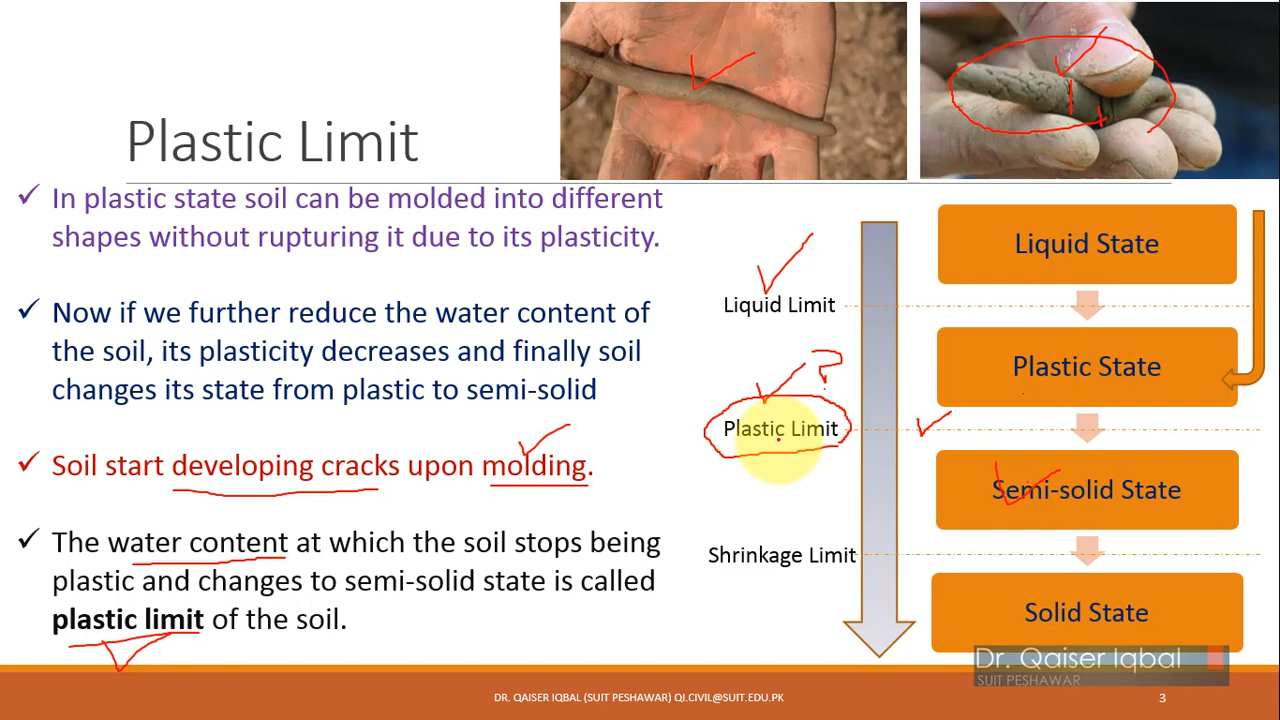 Plastic Limit
✓ In plastic state soil can be molded into different
shapes without rupturing it due to its plasticity.
✓ Now if we further reduce the water content of
the soil, its plasticity decreases and finally soil
changes its state from plastic to semi-solid
✓ Soil start developing cracks upon molding.
✓ The water content at which the soil stops being
plastic and changes to semi-solid state is called
plastic limit of the soil.
Liquid State
Liquid Limit
?
Plastic State
Plastic Limit
Semi-solid State
Shrinkage Limit
Solid State
Dr. Qaiser Iqbal
SUIT PESHAWAR
DR. QAISER IQBAL (SUIT PESHAWAR) QI.CIVIL@SUIT.EDU.PK
3